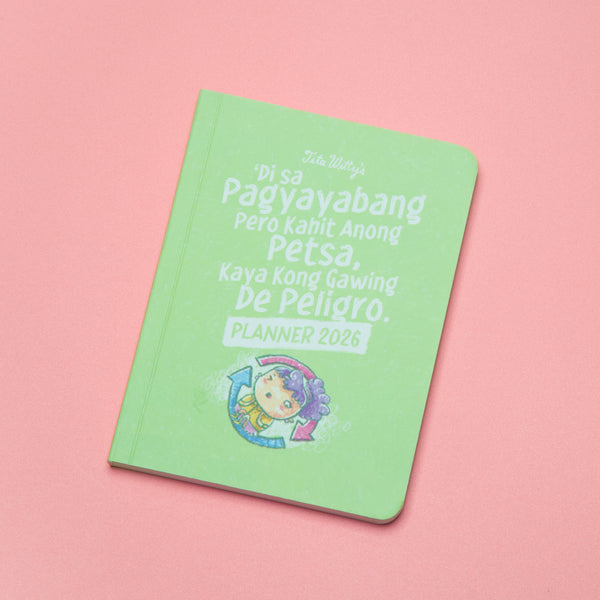 Tita Witty's
'Di sa
Pagyayabang
Pero Kahit Anong
Petsa,
Kaya Kong Gawing
De Peligro.
PLANNER 2026